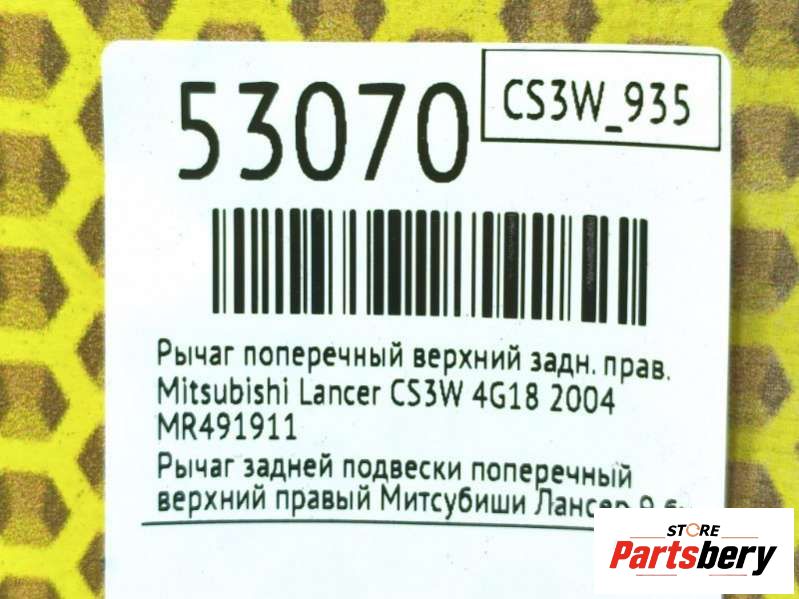 53070
CS3W_935
Рычаг поперечный верхний задн. прав.
Mitsubishi Lancer CS3W 4G18 2004
MR491911
Рычаг задней подвески поперечный
верхний правый Митсубиши Лансер 9
STORE
Partsbery